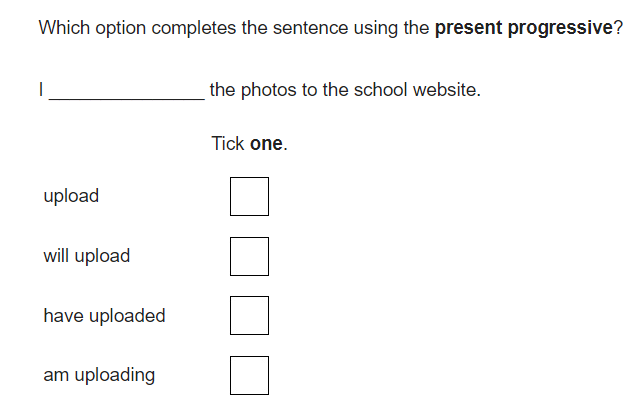 Which option completes the sentence using the present progressive?
I _______________ the photos to the school website.
Tick one.
upload
will upload
have uploaded
am uploading